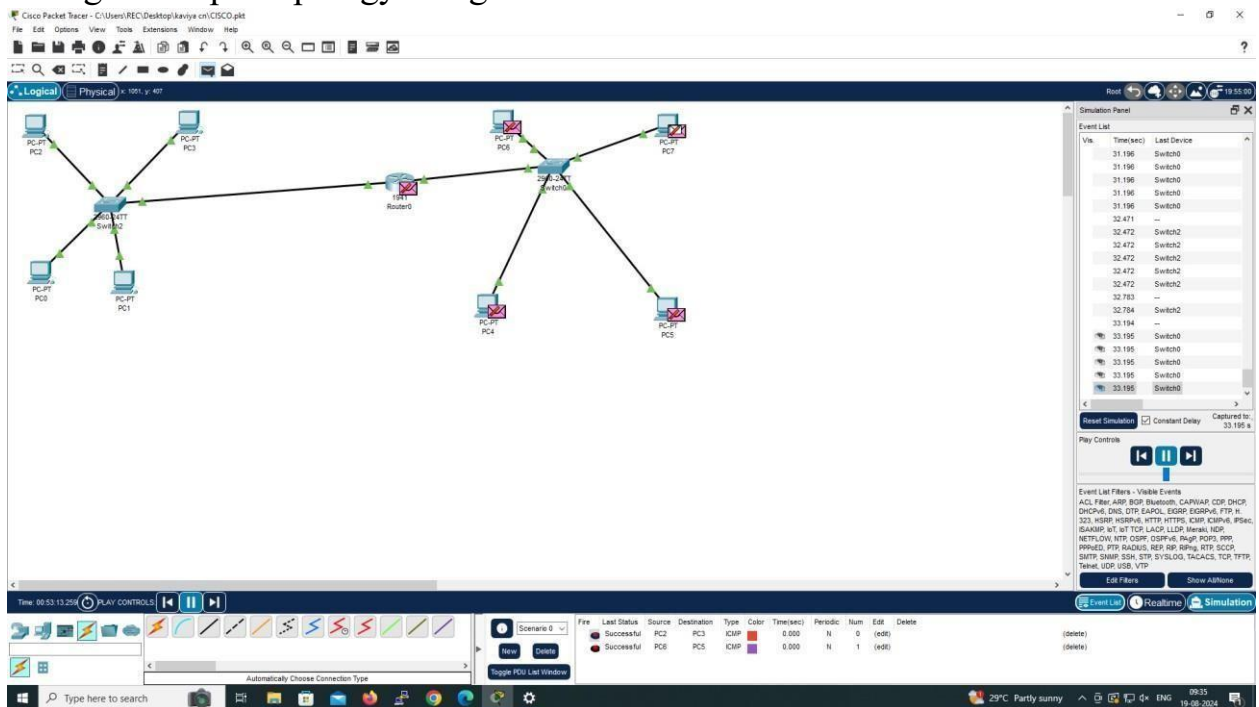 Cisco Packet Tracer - C:\Users\REC\Desktop\kaviya cn\CISCO.pkt
File Edit Options View Tools Extensions Window Help
?
Logical Physical x: 1051, y: 407
Root 19:55:00
PC-PT
PC2
PC-PT
PC3
Switch2
PC-PT
PC0
PC-PT
PC1
1941
Router0
PC-PT
PC6
PC-PT
PC7
2960-24TT
Switch0
PC-PT
PC4
PC-PT
PC5
Simulation Panel
Event List
Vis. Time(sec) Last Device
31.196 Switch0
31.196 Switch0
31.196 Switch0
31.196 Switch0
31.196 Switch0
32.471 --
32.472 Switch2
32.472 Switch2
32.472 Switch2
32.472 Switch2
32.472 Switch2
32.783 --
32.784 Switch2
33.194 --
33.195 Switch0
33.195 Switch0
33.195 Switch0
33.195 Switch0
33.195 Switch0
Reset Simulation Constant Delay Captured to:
33.195 s
Play Controls
Event List Filters - Visible Events
ACL Filter, ARP, BGP, Bluetooth, CAPWAP, CDP, DHCP,
DHCPv6, DNS, DTP, EAPOL, EIGRP, EIGRPv6, FTP, H.
323, HSRP, HSRPv6, HTTP, HTTPS, ICMP, ICMPv6, IPSec,
ISAKMP, IoT, IoT TCP, LACP, LLDP, Meraki, NDP,
NETFLOW, NTP, OSPF, OSPFv6, PAgP, POP3, PPP,
PPPoED, PTP, RADIUS, REP, RIP, RIPng, RTP, SCCP,
SMTP, SNMP, SSH, STP, SYSLOG, TACACS, TCP, TFTP,
Telnet, UDP, USB, VTP
Edit Filters Show All/None
Time: 00:53:13.259 PLAY CONTROLS
Event List Realtime Simulation
Scenario 0
New Delete
Toggle PDU List Window
Fire Last Status Source Destination Type Color Time(sec) Periodic Num Edit Delete
Successful PC2 PC3 ICMP 0.000 N 0 (edit) (delete)
Successful PC6 PC5 ICMP 0.000 N 1 (edit) (delete)
Automatically Choose Connection Type
Type here to search
29°C Partly sunny ENG 09:35
19-08-2024